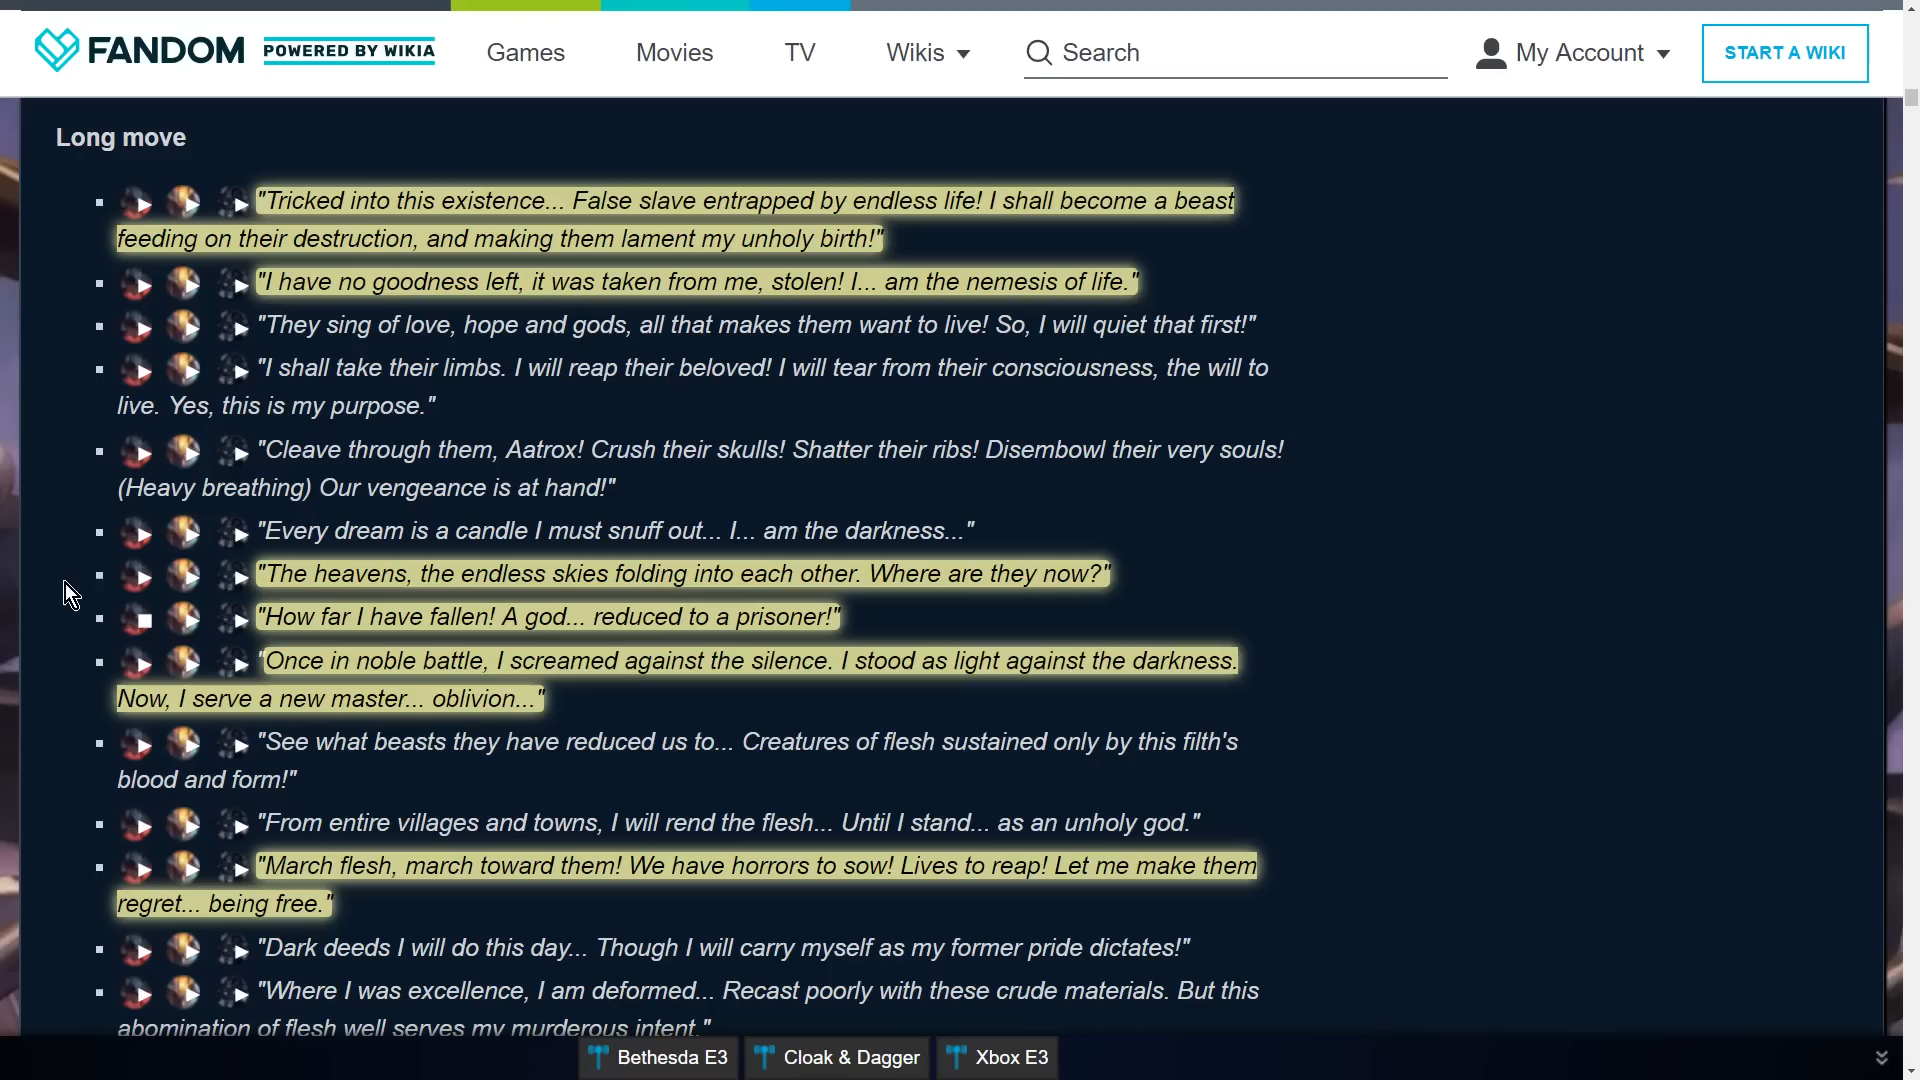 FANDOM POWERED BY WIKIA Games Movies TV Wikis Search My Account START A WIKI
Long move
"Tricked into this existence... False slave entrapped by endless life! I shall become a beast
feeding on their destruction, and making them lament my unholy birth!"
"I have no goodness left, it was taken from me, stolen! I... am the nemesis of life."
"They sing of love, hope and gods, all that makes them want to live! So, I will quiet that first!"
"I shall take their limbs. I will reap their beloved! I will tear from their consciousness, the will to
live. Yes, this is my purpose."
"Cleave through them, Aatrox! Crush their skulls! Shatter their ribs! Disembowl their very souls!
(Heavy breathing) Our vengeance is at hand!"
"Every dream is a candle I must snuff out... I... am the darkness..."
"The heavens, the endless skies folding into each other. Where are they now?"
"How far I have fallen! A god... reduced to a prisoner!"
"Once in noble battle, I screamed against the silence. I stood as light against the darkness.
Now, I serve a new master... oblivion..."
"See what beasts they have reduced us to... Creatures of flesh sustained only by this filth's
blood and form!"
"From entire villages and towns, I will rend the flesh... Until I stand... as an unholy god."
"March flesh, march toward them! We have horrors to sow! Lives to reap! Let me make them
regret... being free."
"Dark deeds I will do this day... Though I will carry myself as my former pride dictates!"
"Where I was excellence, I am deformed... Recast poorly with these crude materials. But this
abomination of flesh well serves my murderous intent."
Bethesda E3 Cloak & Dagger Xbox E3